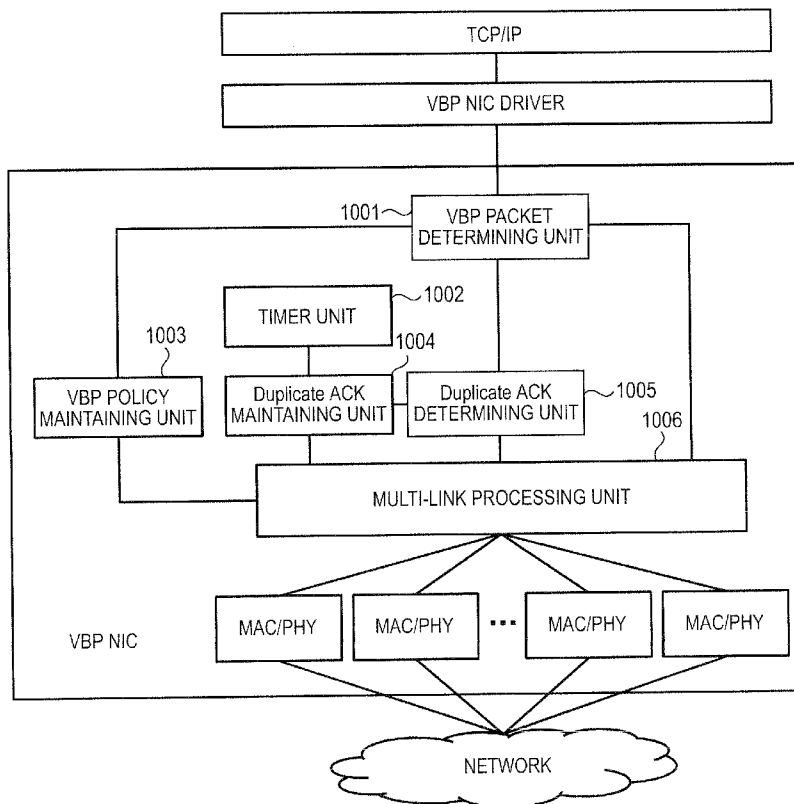 TCP/IP
VBP NIC DRIVER
1001
VBP PACKET
DETERMINING UNIT
1002
TIMER UNIT
1003
1004
VBP POLICY
MAINTAINING UNIT
Duplicate ACK
MAINTAINING UNIT
Duplicate ACK
DETERMINING UNIT
1005
1006
MULTI-LINK PROCESSING UNIT
MAC/PHY
MAC/PHY
...
MAC/PHY
MAC/PHY
VBP NIC
NETWORK